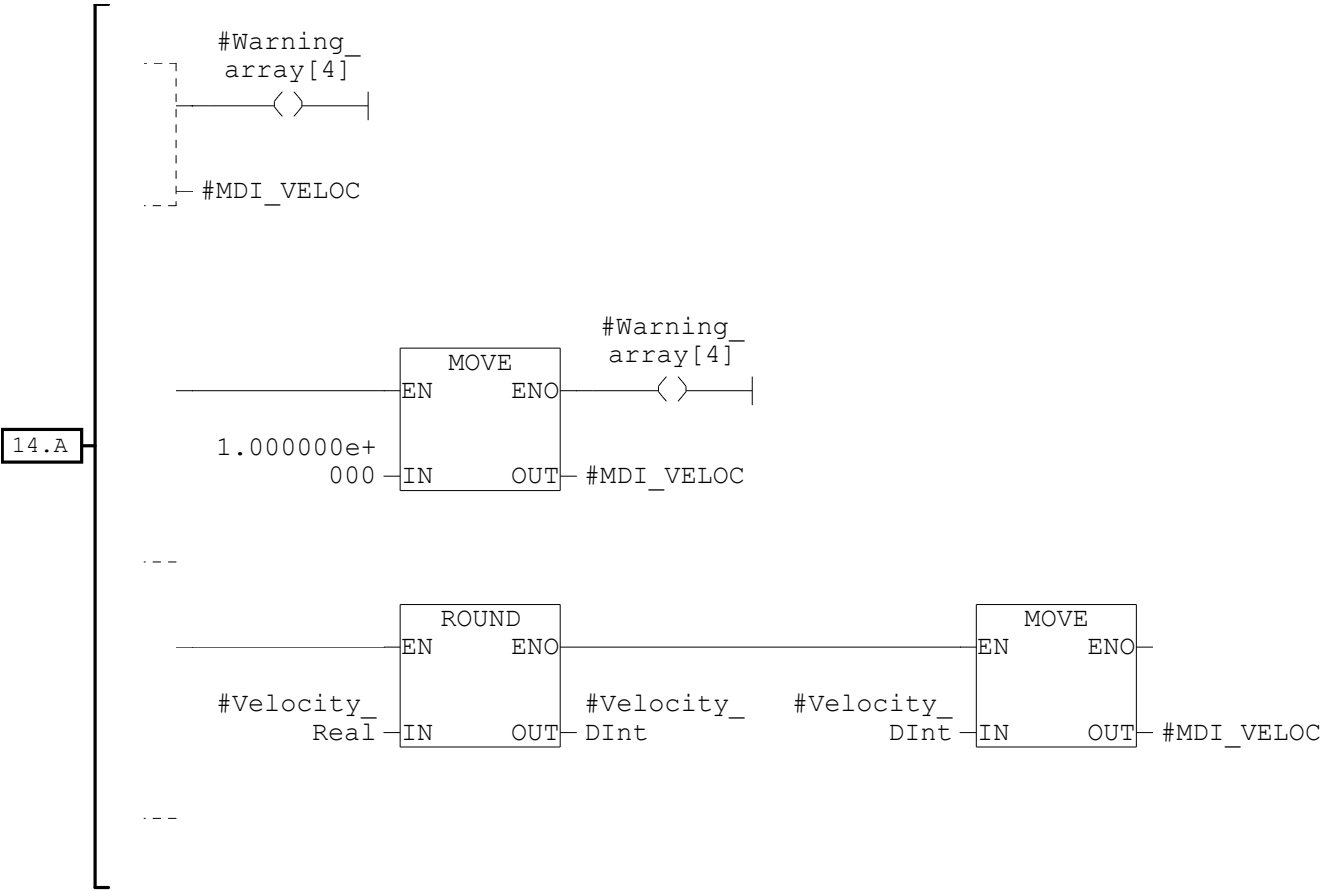 #Warning_
array[4]
#MDI_VELOC
#Warning_
array[4]
MOVE
EN ENO
14.A
1.000000e+
000 IN OUT #MDI_VELOC
ROUND MOVE
EN ENO EN ENO
#Velocity_ #Velocity_ #Velocity_
Real IN OUT DInt DInt IN OUT #MDI_VELOC